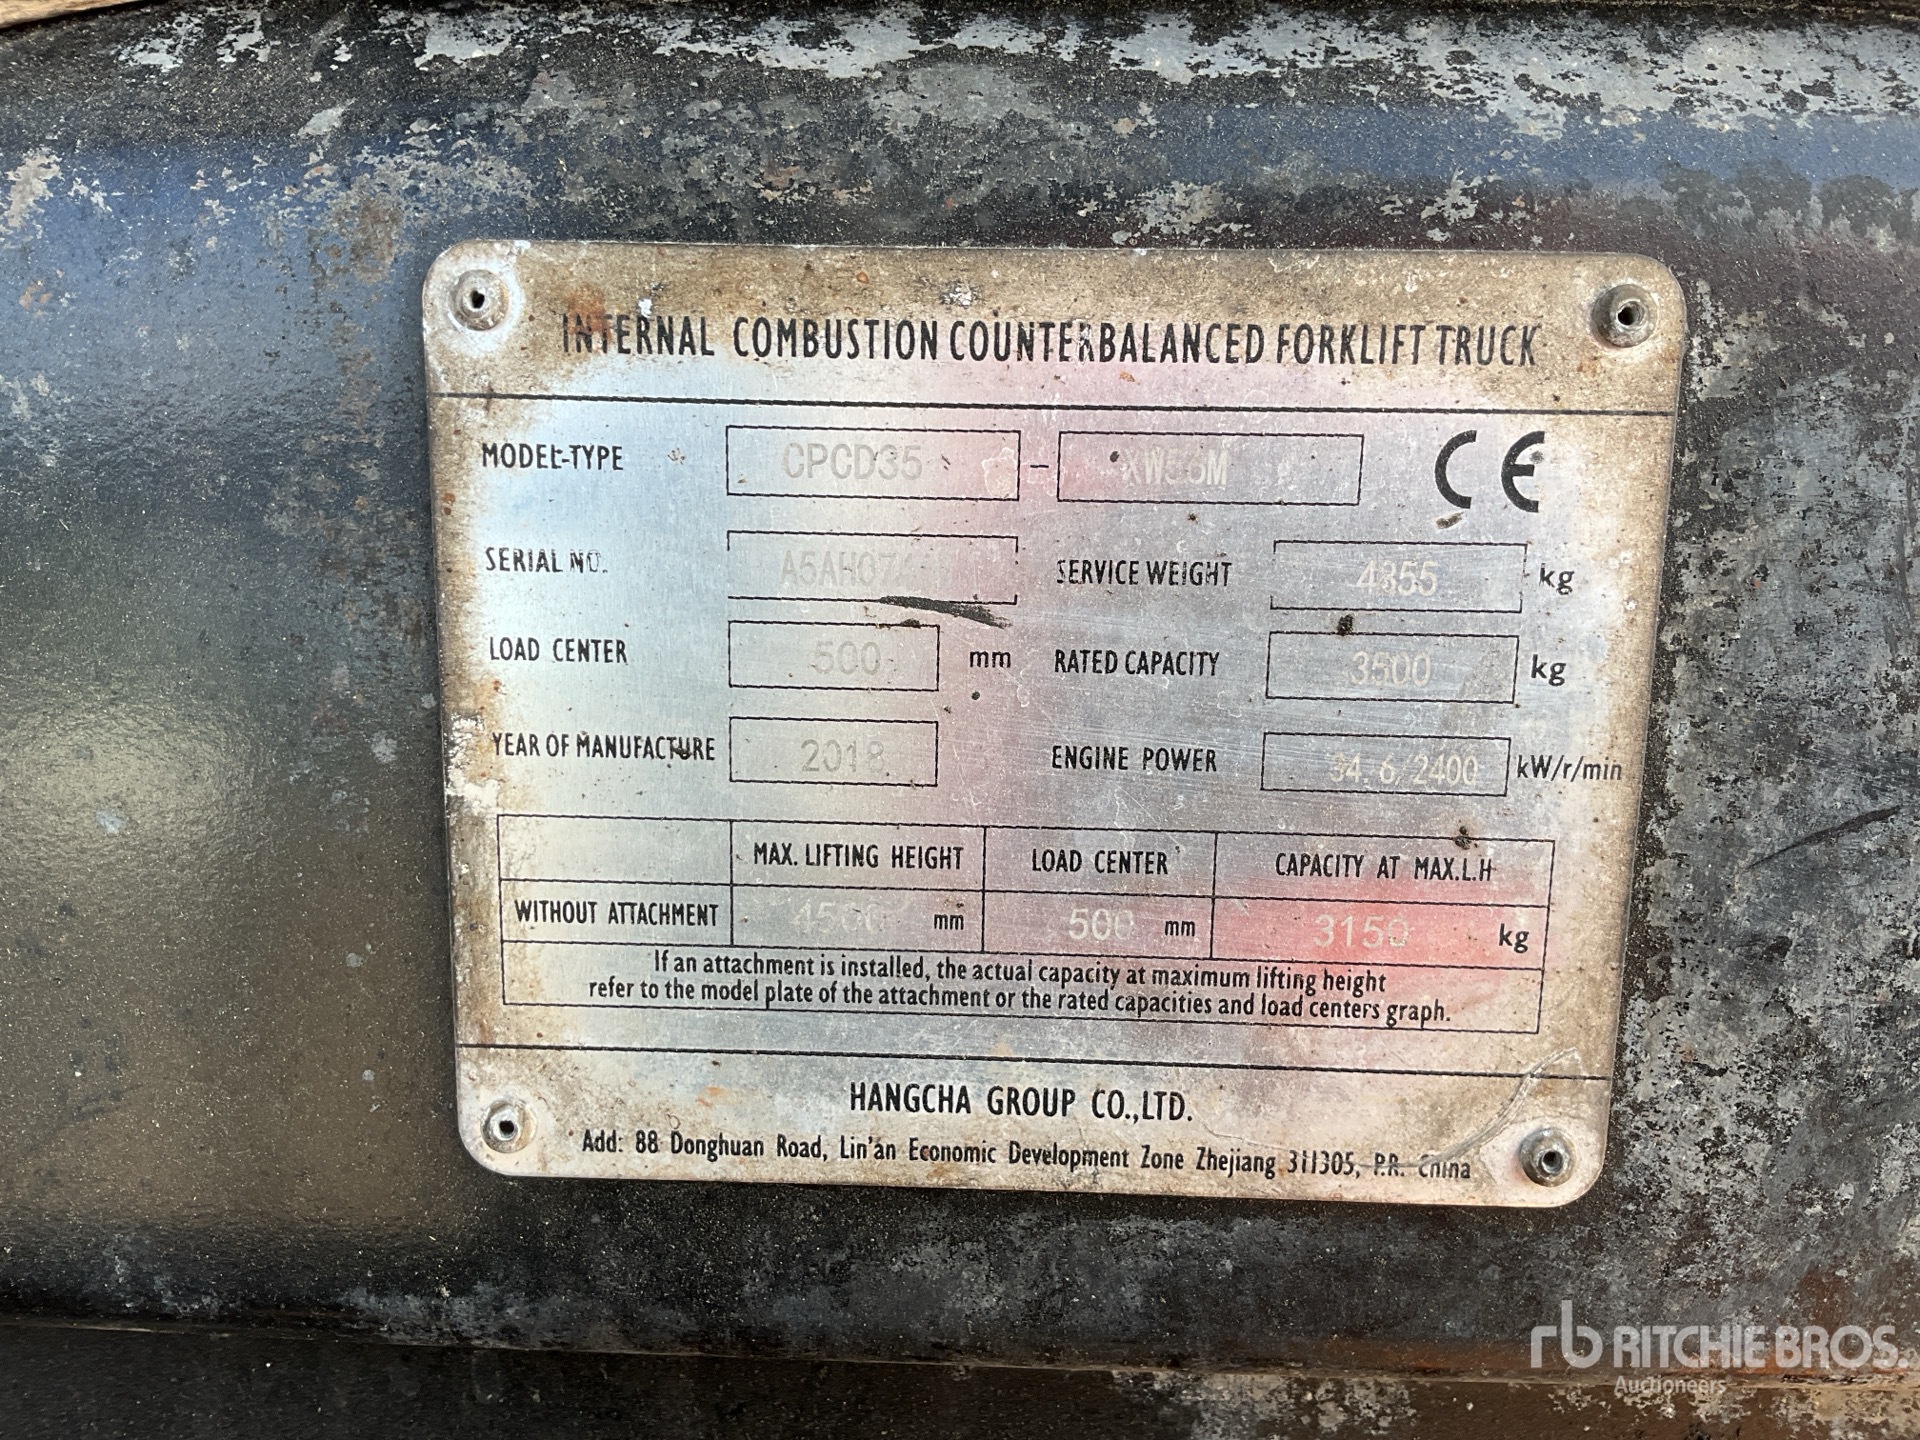 INTERNAL COMBUSTION COUNTERBALANCED FORKLIFT TRUCK
MODEL-TYPE CPCD35 - XW56M CE
SERIAL NO. SERVICE WEIGHT 4355 kg
LOAD CENTER 500 mm RATED CAPACITY 3500 kg
YEAR OF MANUFACTURE 2018 ENGINE POWER kW/r/min
MAX. LIFTING HEIGHT LOAD CENTER CAPACITY AT MAX.L.H
WITHOUT ATTACHMENT 4500 mm 500 mm 3150 kg
If an attachment is installed, the actual capacity at maximum lifting height
refer to the model plate of the attachment or the rated capacities and load centers graph.
HANGCHA GROUP CO.,LTD.
Add: 88 Donghuan Road, Lin'an Economic Development Zone Zhejiang 311305, P.R. China
rb RITCHIE BROS.
Auctioneers